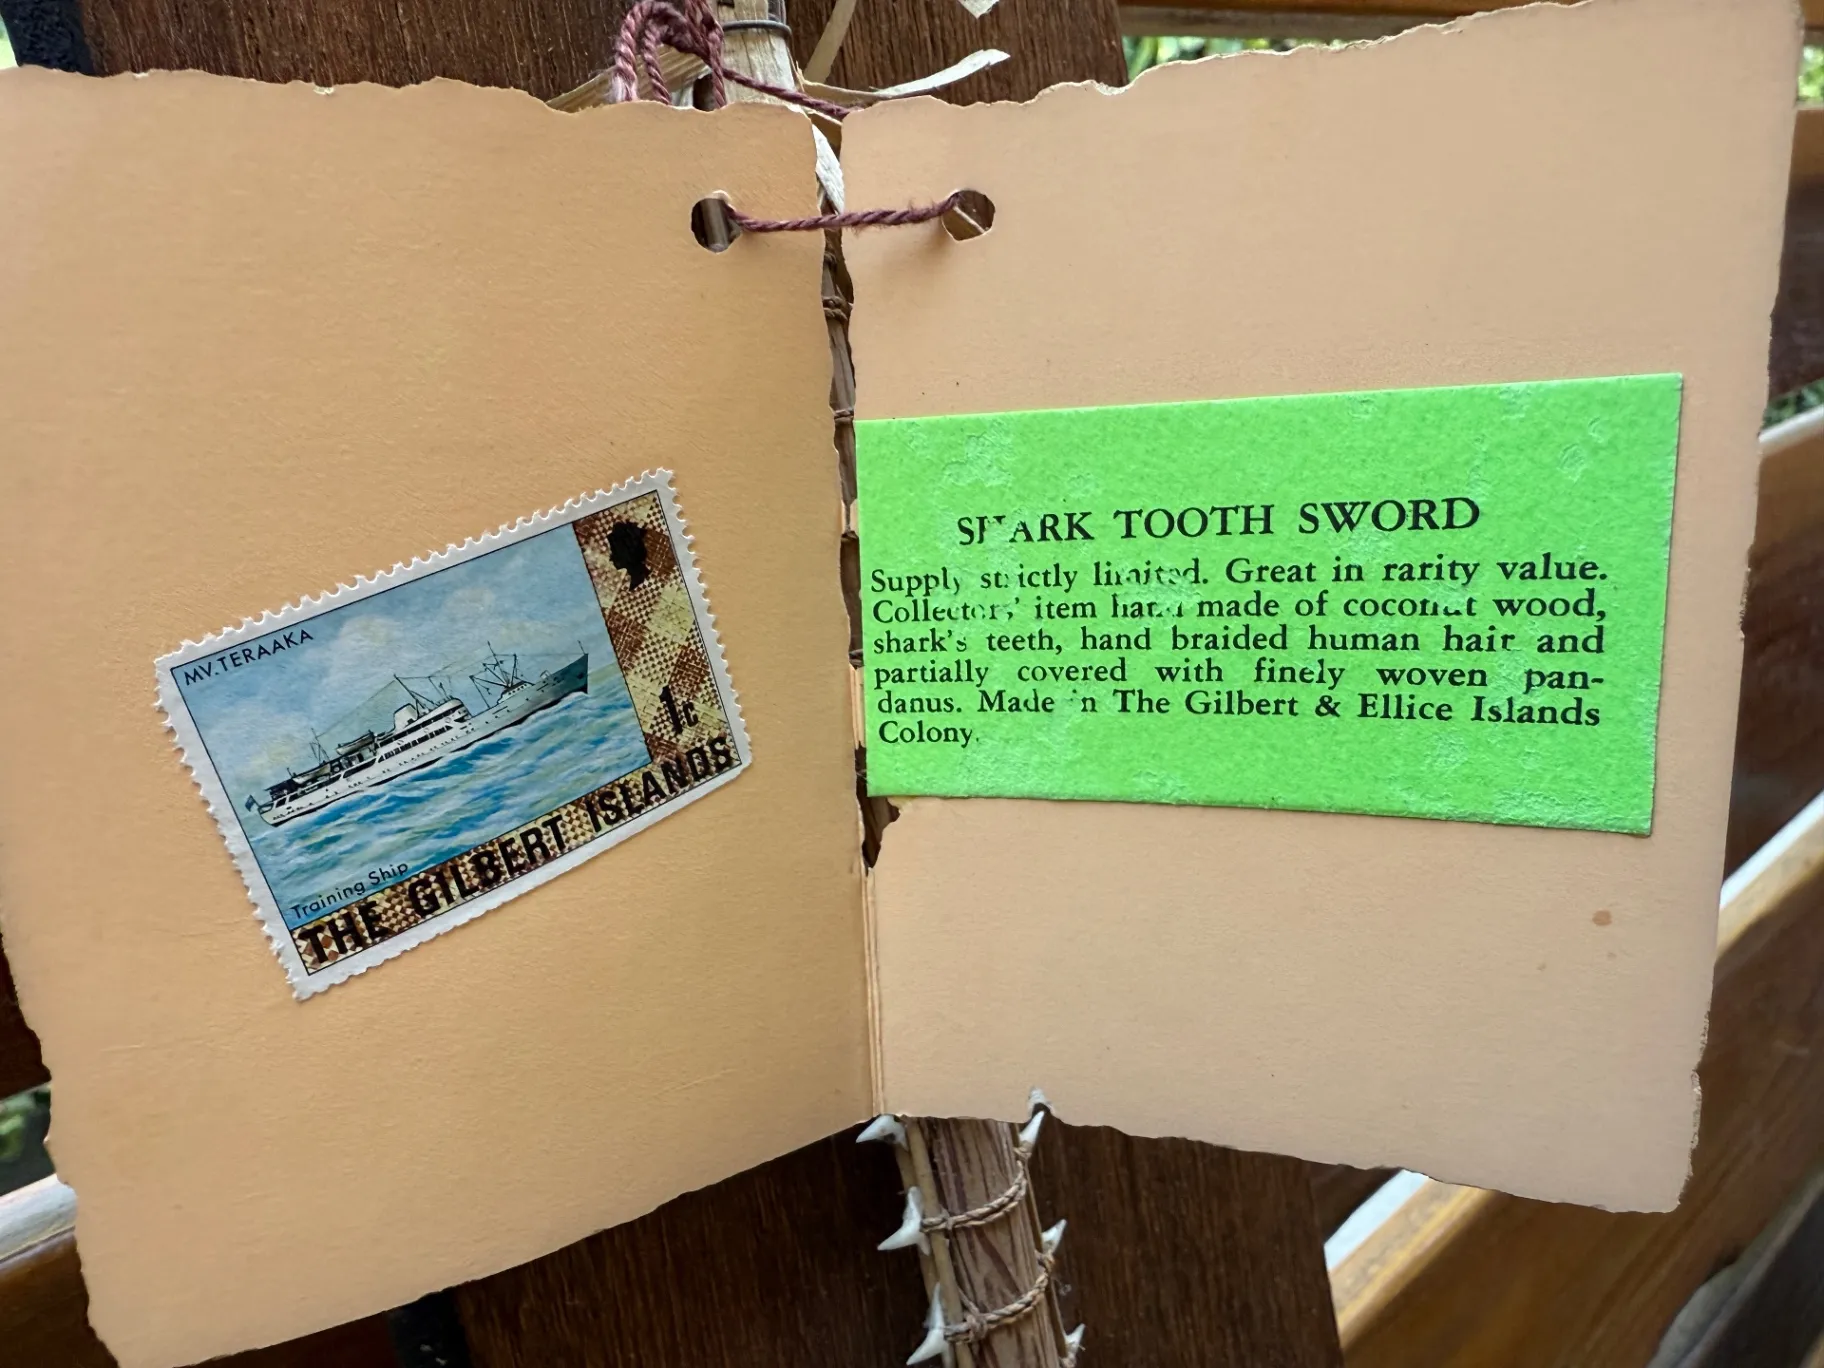 MV. TERAAKA
1c
Training Ship
THE GILBERT ISLANDS
SHARK TOOTH SWORD
Supply strictly limited. Great in rarity value.
Collectors' item hand made of coconut wood,
shark's teeth, hand braided human hair and
partially covered with finely woven pan-
danus. Made in The Gilbert & Ellice Islands
Colony.